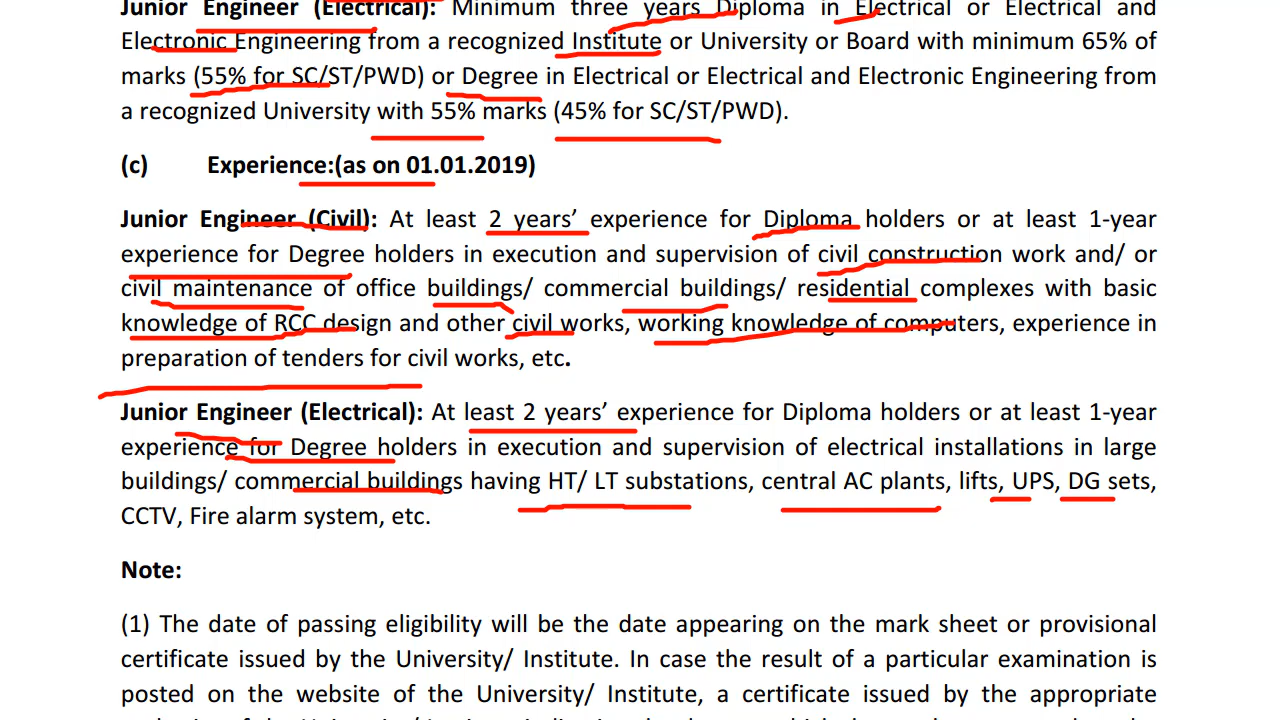 Junior Engineer (Electrical): Minimum three years Diploma in Electrical or Electrical and
Electronic Engineering from a recognized Institute or University or Board with minimum 65% of
marks (55% for SC/ST/PWD) or Degree in Electrical or Electrical and Electronic Engineering from
a recognized University with 55% marks (45% for SC/ST/PWD).
(c) Experience:(as on 01.01.2019)
Junior Engineer (Civil): At least 2 years’ experience for Diploma holders or at least 1-year
experience for Degree holders in execution and supervision of civil construction work and/ or
civil maintenance of office buildings/ commercial buildings/ residential complexes with basic
knowledge of RCC design and other civil works, working knowledge of computers, experience in
preparation of tenders for civil works, etc.
Junior Engineer (Electrical): At least 2 years’ experience for Diploma holders or at least 1-year
experience for Degree holders in execution and supervision of electrical installations in large
buildings/ commercial buildings having HT/ LT substations, central AC plants, lifts, UPS, DG sets,
CCTV, Fire alarm system, etc.
Note:
(1) The date of passing eligibility will be the date appearing on the mark sheet or provisional
certificate issued by the University/ Institute. In case the result of a particular examination is
posted on the website of the University/ Institute, a certificate issued by the appropriate